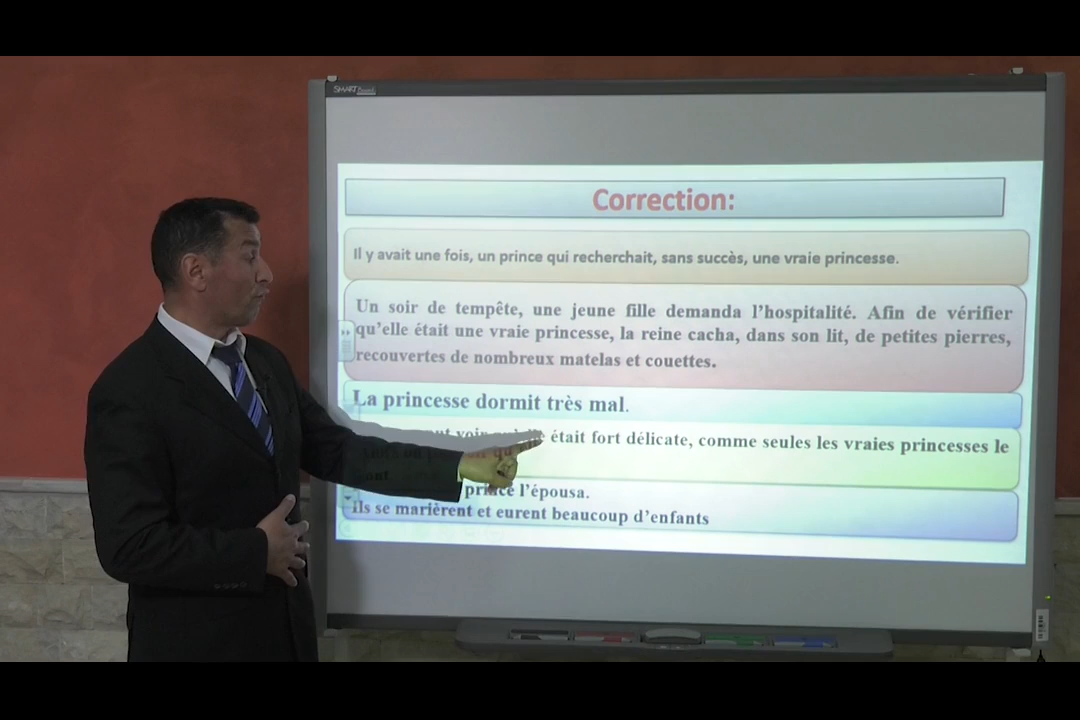 SMART Board
Correction:
Il y avait une fois, un prince qui recherchait, sans succès, une vraie princesse.
Un soir de tempête, une jeune fille demanda l’hospitalité. Afin de vérifier
qu’elle était une vraie princesse, la reine cacha, dans son lit, de petites pierres,
recouvertes de nombreux matelas et couettes.
La princesse dormit très mal.
voir était fort délicate, comme seules les vraies princesses le
prince l’épousa.
Ils se marièrent et eurent beaucoup d’enfants